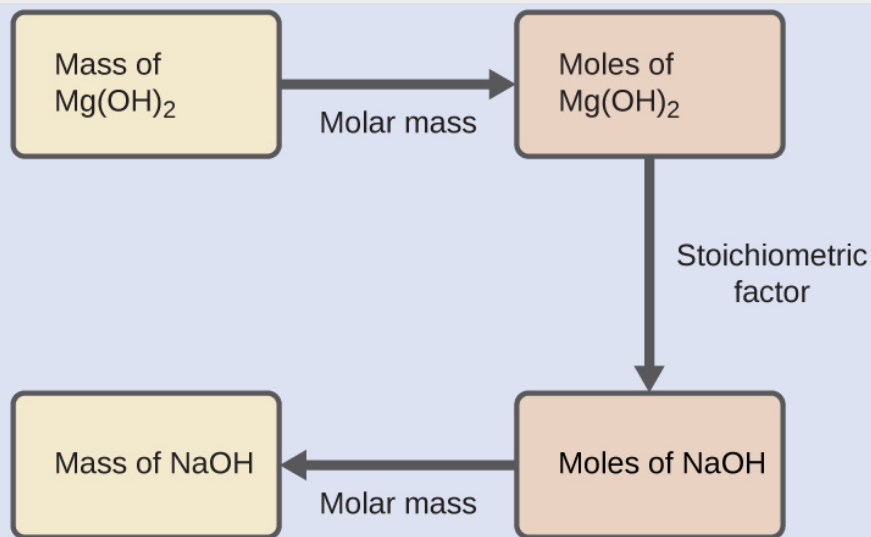 Mass of
Mg(OH)₂
Molar mass
Moles of
Mg(OH)₂
Stoichiometric
factor
Mass of NaOH
Molar mass
Moles of NaOH